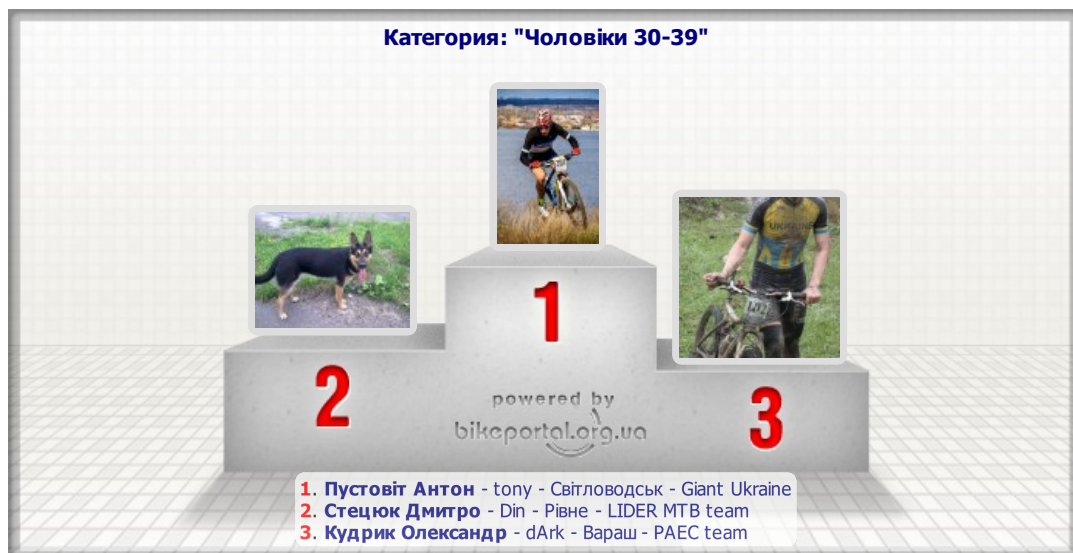 Категория: "Чоловіки 30-39"
1
2
3
powered by
bikeportal.org.ua
1. Пустовіт Антон - tony - Світловодськ - Giant Ukraine
2. Стецюк Дмитро - Din - Рівне - LIDER MTB team
3. Кудрик Олександр - dArk - Вараш - РАЕС team